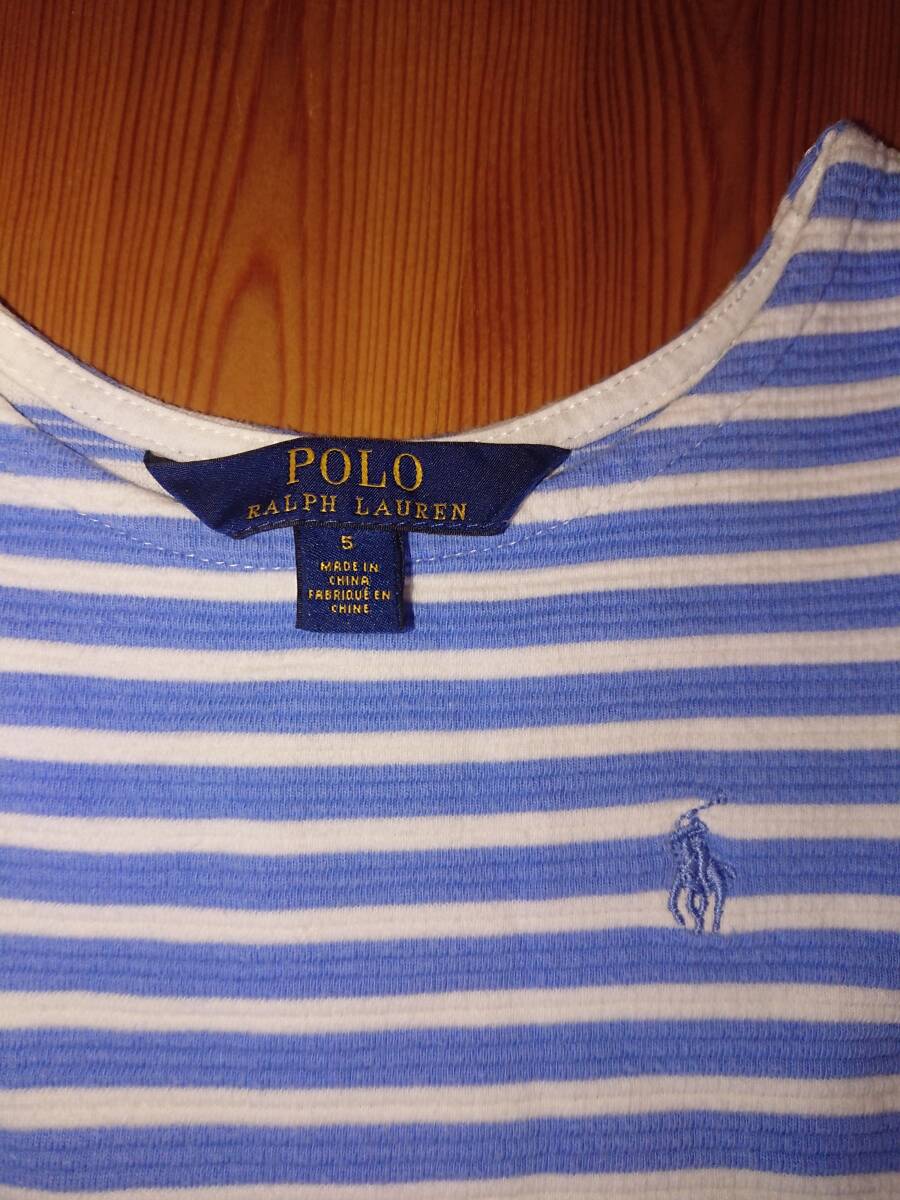 POLO
RALPH LAUREN
5
MADE IN
CHINA
FABRIQUÉ EN
CHINE